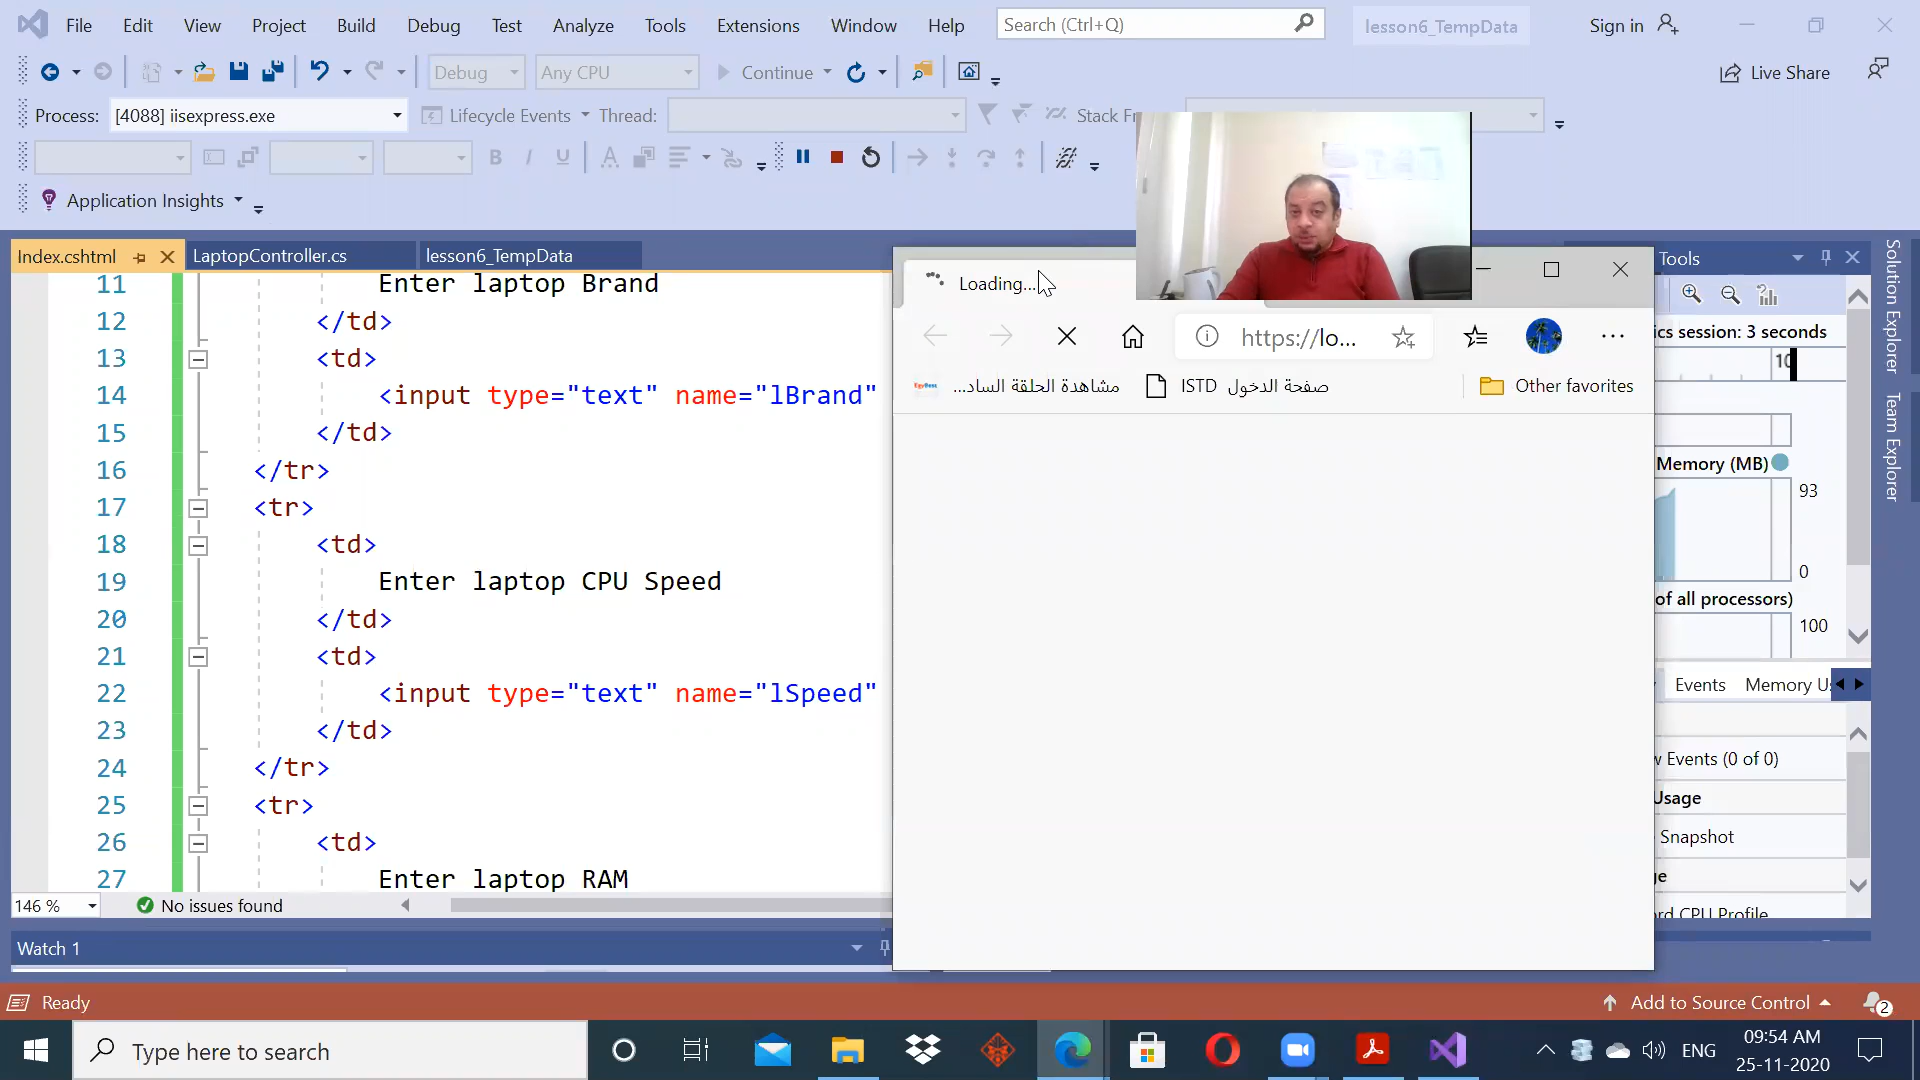 File Edit View Project Build Debug Test Analyze Tools Extensions Window Help Search (Ctrl+Q) lesson6_TempData Sign in
Debug Any CPU Continue Live Share
Process: [4088] iisexpress.exe Lifecycle Events Thread: Stack Fr
B I U
Application Insights
Index.cshtml LaptopController.cs lesson6_TempData
Tools
Loading...
https://lo...
مشاهدة الحلقة الساد... صفحة الدخول ISTD Other favorites
11 Enter laptop Brand
12 </td>
13 <td>
14 <input type="text" name="lBrand"
15 </td>
16 </tr>
17 <tr>
18 <td>
19 Enter laptop CPU Speed
20 </td>
21 <td>
22 <input type="text" name="lSpeed"
23 </td>
24 </tr>
25 <tr>
26 <td>
27 Enter laptop RAM
ics session: 3 seconds
10
Memory (MB)
93
0
of all processors)
100
Events Memory U
w Events (0 of 0)
Usage
Snapshot
ge
ord CPU Profile
Solution Explorer
Team Explorer
146 % No issues found
Watch 1
Ready Add to Source Control 2
Type here to search ENG 09:54 AM
25-11-2020